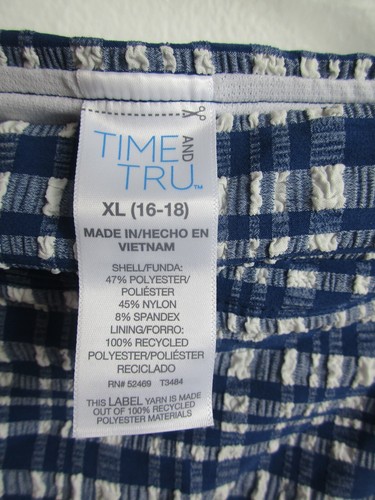 TIME AND
TRU™
XL (16-18)
MADE IN/HECHO EN
VIETNAM
SHELL/FUNDA:
47% POLYESTER/
POLIÉSTER
45% NYLON
8% SPANDEX
LINING/FORRO:
100% RECYCLED
POLYESTER/POLIÉSTER
RECICLADO
RN# 52469 T3484
THIS LABEL YARN IS MADE
OUT OF 100% RECYCLED
POLYESTER MATERIALS